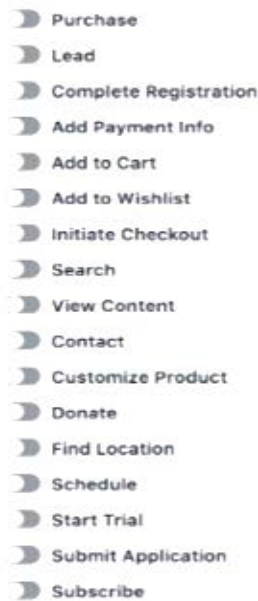 Purchase
Lead
Complete Registration
Add Payment Info
Add to Cart
Add to Wishlist
Initiate Checkout
Search
View Content
Contact
Customize Product
Donate
Find Location
Schedule
Start Trial
Submit Application
Subscribe